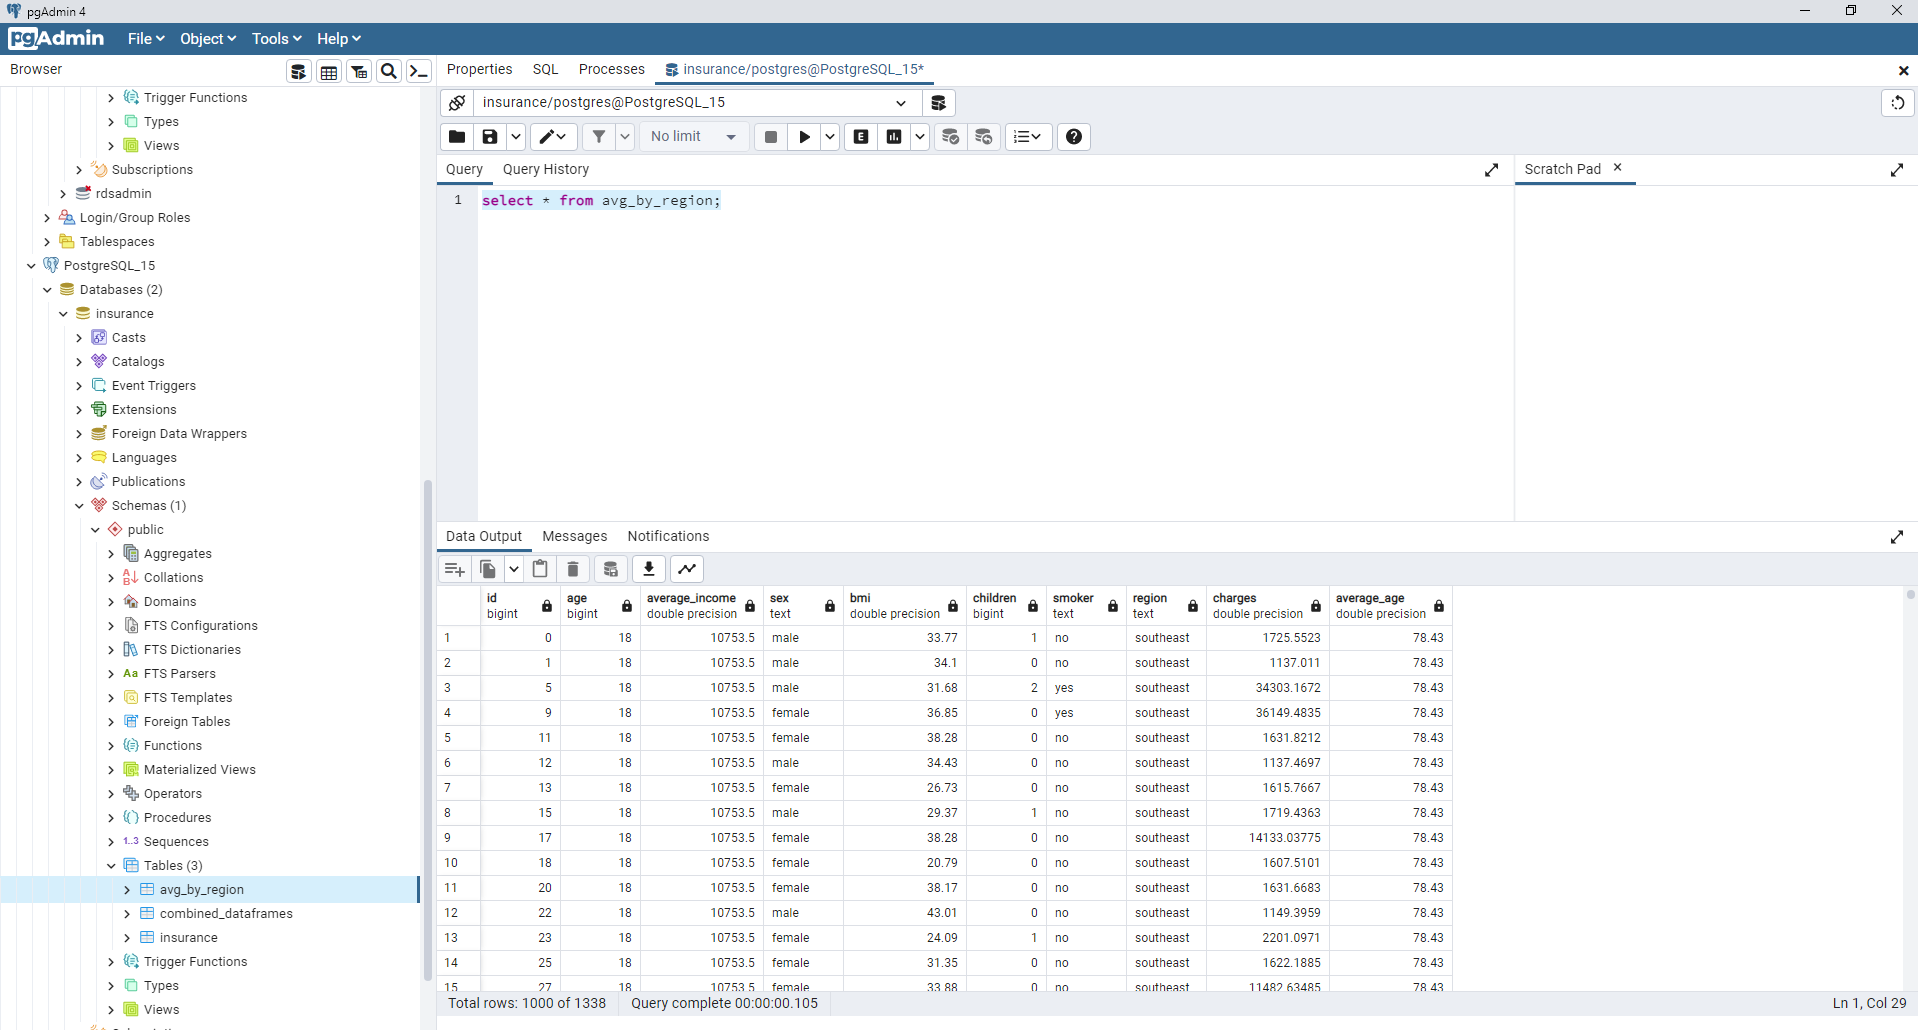 pgAdmin 4
pgAdmin File Object Tools Help
Browser
Properties SQL Processes insurance/postgres@PostgreSQL_15*
Trigger Functions
Types
Views
Subscriptions
rdsadmin
Login/Group Roles
Tablespaces
PostgreSQL_15
Databases (2)
insurance
Casts
Catalogs
Event Triggers
Extensions
Foreign Data Wrappers
Languages
Publications
Schemas (1)
public
Aggregates
Collations
Domains
FTS Configurations
FTS Dictionaries
Aa FTS Parsers
FTS Templates
Foreign Tables
Functions
Materialized Views
Operators
Procedures
1..3 Sequences
Tables (3)
avg_by_region
combined_dataframes
insurance
Trigger Functions
Types
Views
insurance/postgres@PostgreSQL_15
No limit
E
Query Query History
Scratch Pad
1 select * from avg_by_region;
Data Output Messages Notifications
id age average_income sex bmi children smoker region charges average_age
bigint bigint double precision text double precision bigint text text double precision double precision
1 0 18 10753.5 male 33.77 1 no southeast 1725.5523 78.43
2 1 18 10753.5 male 34.1 0 no southeast 1137.011 78.43
3 5 18 10753.5 male 31.68 2 yes southeast 34303.1672 78.43
4 9 18 10753.5 female 36.85 0 yes southeast 36149.4835 78.43
5 11 18 10753.5 female 38.28 0 no southeast 1631.8212 78.43
6 12 18 10753.5 male 34.43 0 no southeast 1137.4697 78.43
7 13 18 10753.5 female 26.73 0 no southeast 1615.7667 78.43
8 15 18 10753.5 male 29.37 1 no southeast 1719.4363 78.43
9 17 18 10753.5 female 38.28 0 no southeast 14133.03775 78.43
10 18 18 10753.5 female 20.79 0 no southeast 1607.5101 78.43
11 20 18 10753.5 female 38.17 0 no southeast 1631.6683 78.43
12 22 18 10753.5 male 43.01 0 no southeast 1149.3959 78.43
13 23 18 10753.5 female 24.09 1 no southeast 2201.0971 78.43
14 25 18 10753.5 female 31.35 0 no southeast 1622.1885 78.43
15 27 18 10753.5 female 33.88 0 no southeast 11482.63485 78.43
Total rows: 1000 of 1338 Query complete 00:00:00.105 Ln 1, Col 29